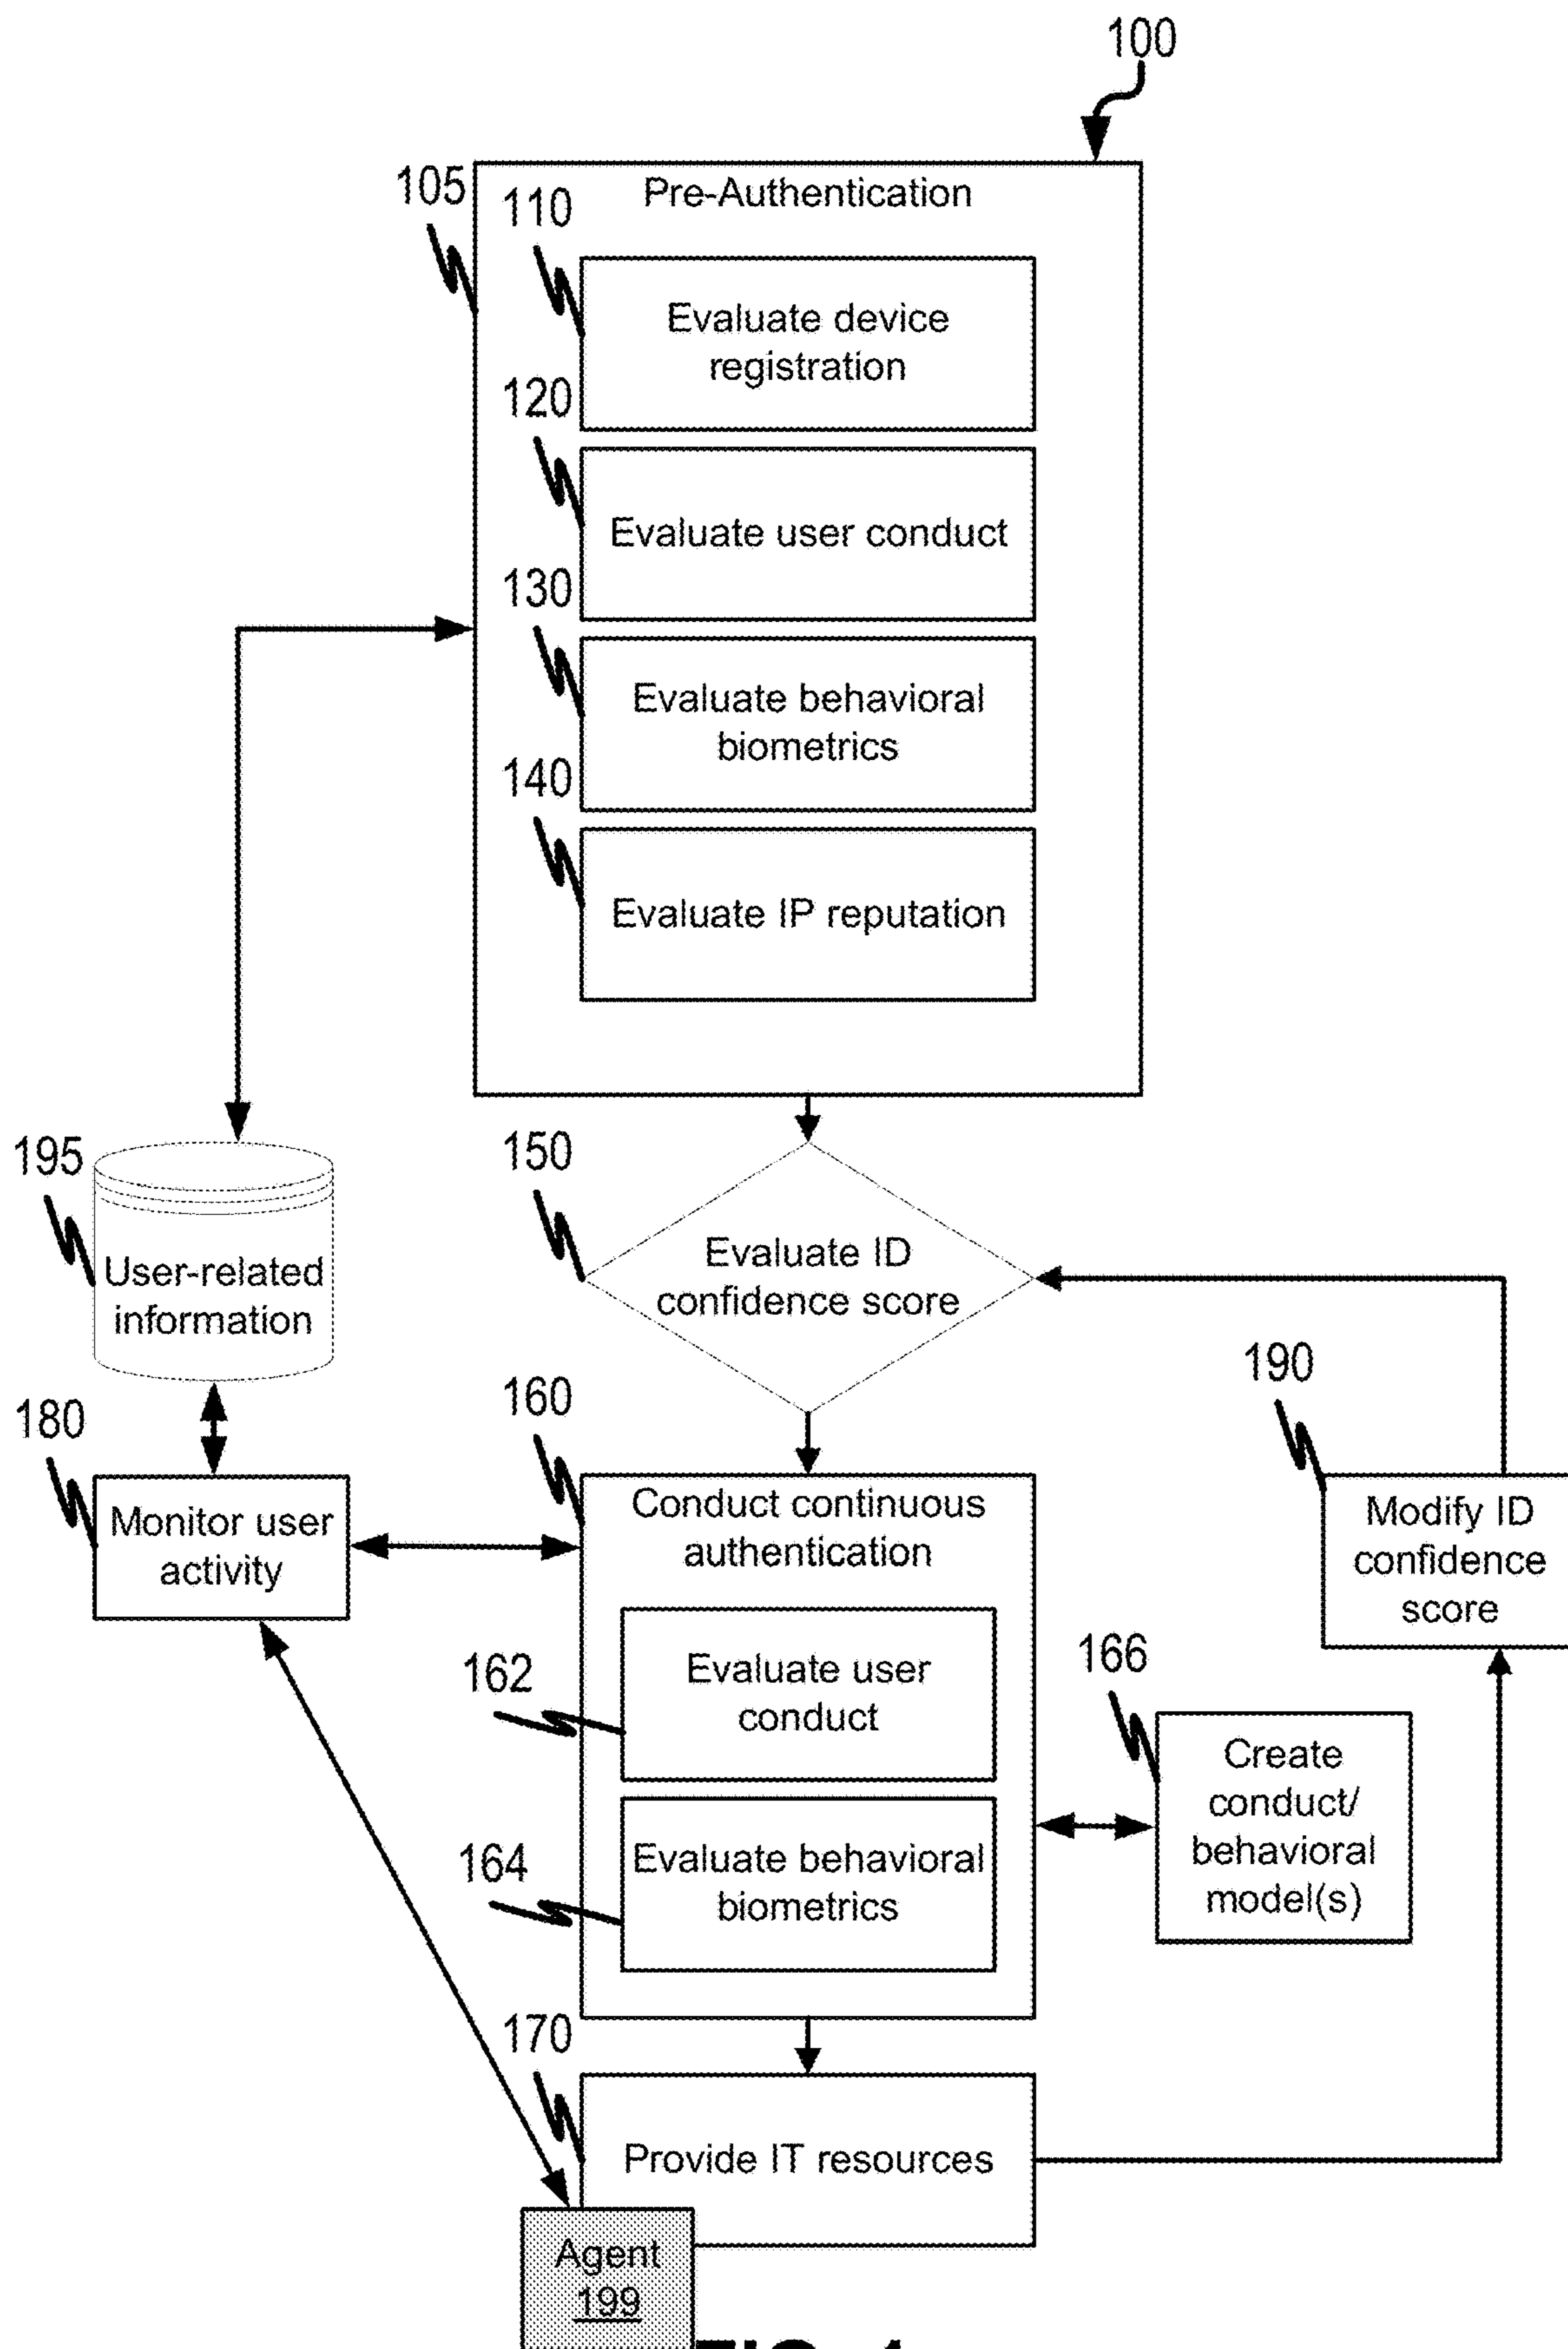 100
105
Pre-Authentication
110
Evaluate device
registration
120
Evaluate user conduct
130
Evaluate behavioral
biometrics
140
Evaluate IP reputation
195
User-related
information
150
Evaluate ID
confidence score
180
Monitor user
activity
160
Conduct continuous
authentication
190
Modify ID
confidence
score
162
Evaluate user
conduct
166
Create
conduct/
behavioral
model(s)
164
Evaluate behavioral
biometrics
170
Provide IT resources
Agent
199